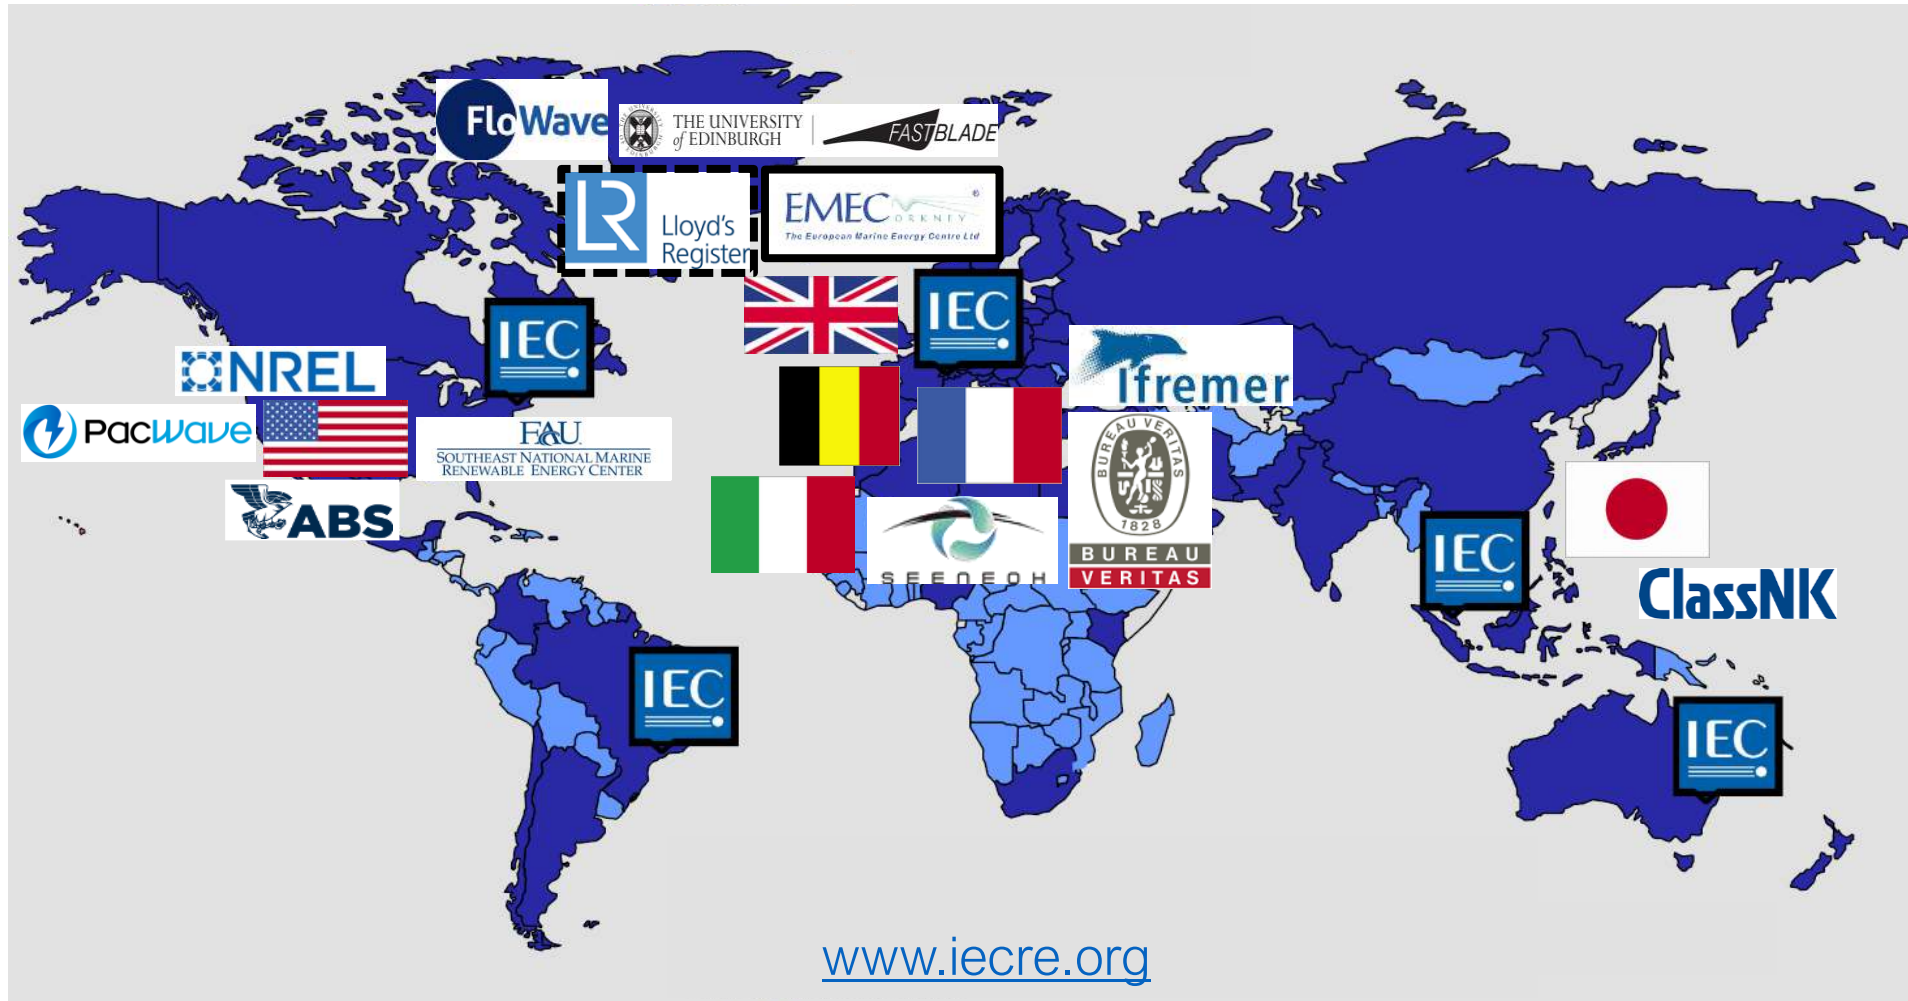 FloWave
THE UNIVERSITY
of EDINBURGH
FASTBLADE
LR
Lloyd's
Register
EMEC
ORKNEY
®
The European Marine Energy Centre Ltd
IEC
IEC
NREL
Ifremer
PacWave
FAU
SOUTHEAST NATIONAL MARINE
RENEWABLE ENERGY CENTER
BUREAU VERITAS
1828
BUREAU
VERITAS
ABS
SEENEOH
IEC
ClassNK
IEC
IEC
www.iecre.org